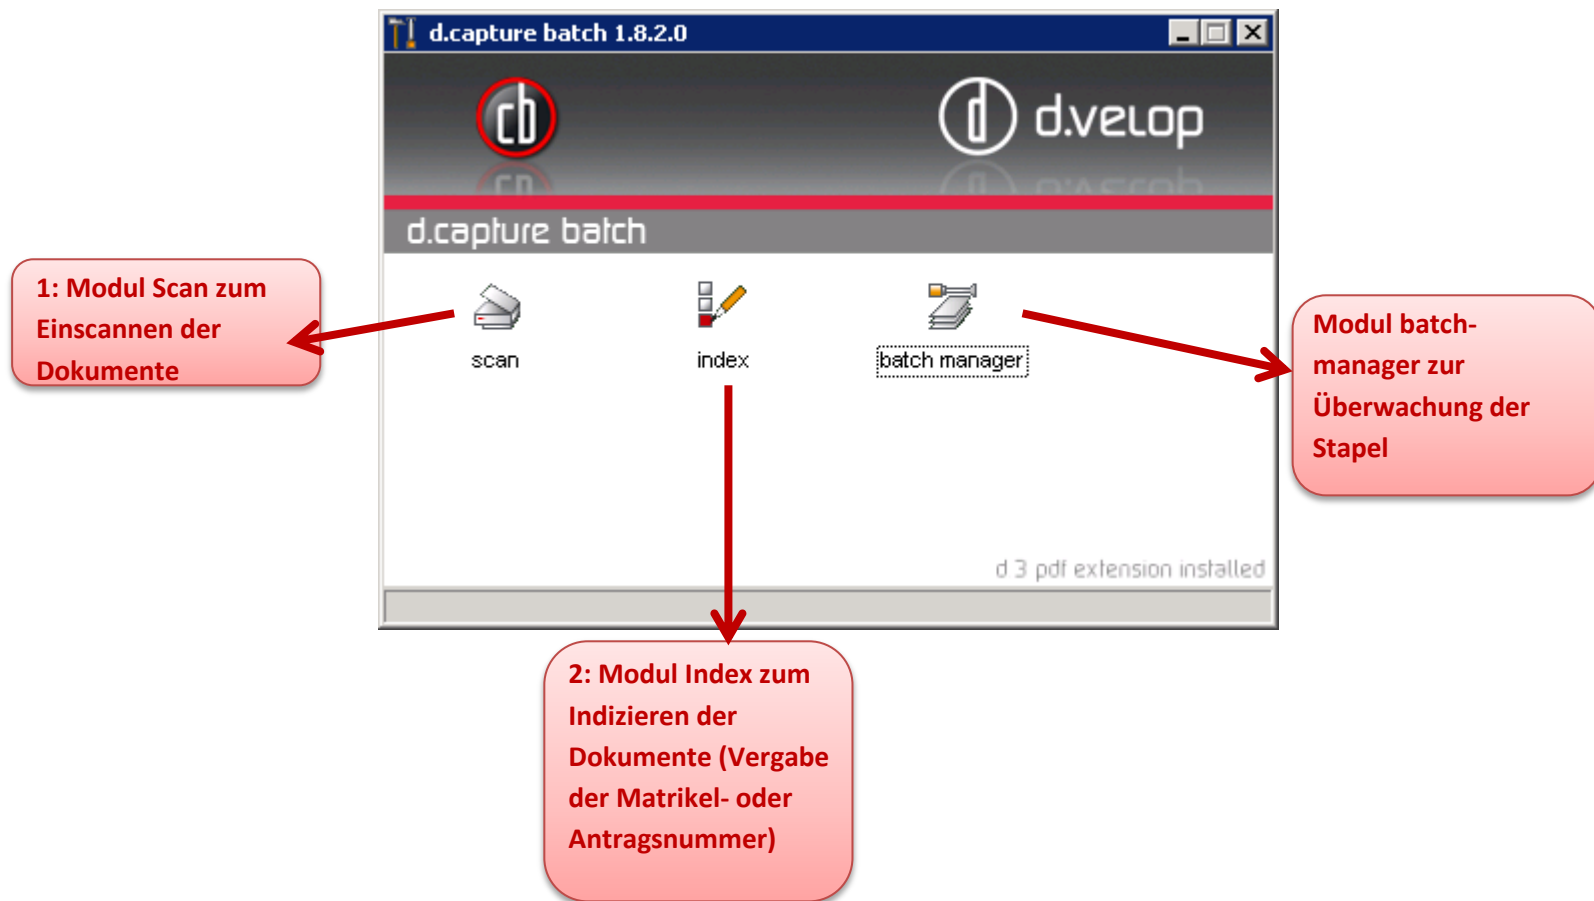 d.capture batch 1.8.2.0
cb
d d.velop
d.capture batch
1: Modul Scan zum
Einscannen der
Dokumente
scan
index
batch manager
Modul batch-
manager zur
Überwachung der
Stapel
d 3 pdf extension installed
2: Modul Index zum
Indizieren der
Dokumente (Vergabe
der Matrikel- oder
Antragsnummer)